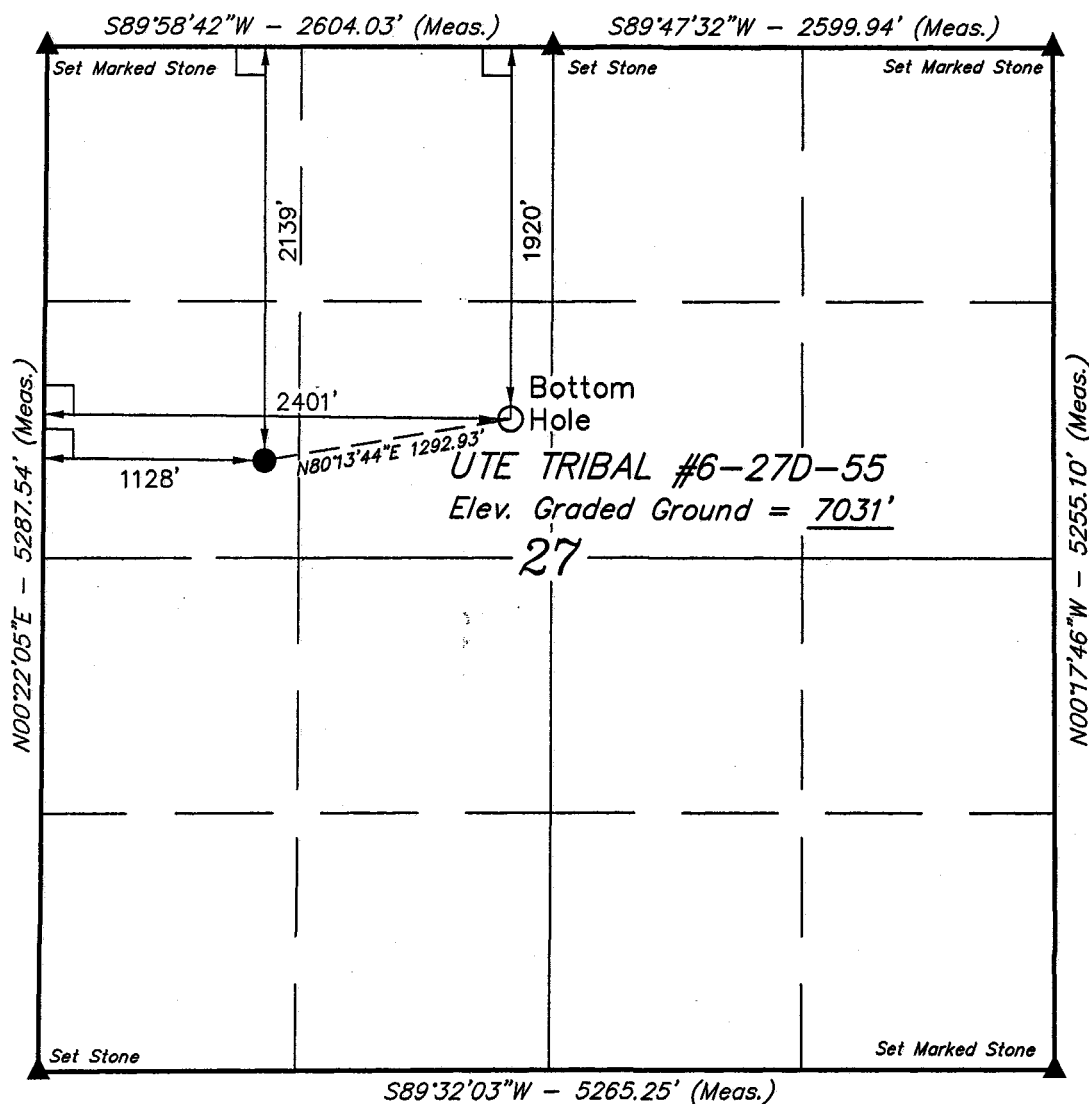 S89°58'42"W - 2604.03' (Meas.)
S89°47'32"W - 2599.94' (Meas.)
Set Marked Stone
Set Stone
Set Marked Stone
2139'
1920'
N00°22'05"E - 5287.54' (Meas.)
N00°17'46"W - 5255.10' (Meas.)
2401'
Bottom
Hole
N80°13'44"E 1292.93'
1128'
UTE TRIBAL #6-27D-55
Elev. Graded Ground = 7031'
27
Set Stone
Set Marked Stone
S89°32'03"W - 5265.25' (Meas.)